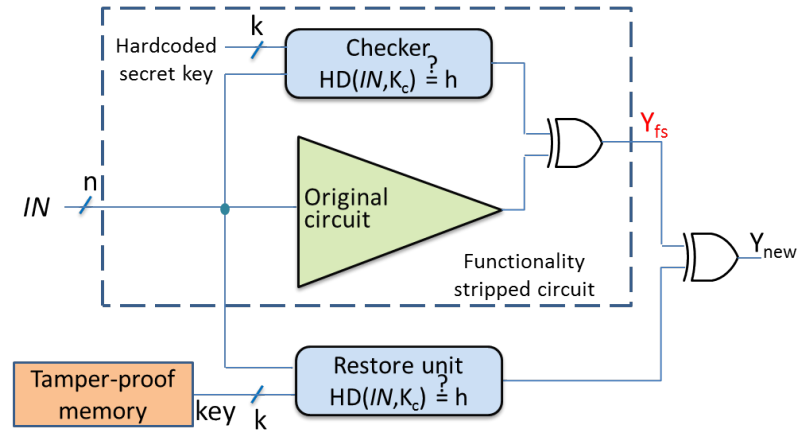 k
Hardcoded
secret key
Checker
HD(IN,Kc) ≟ h
Yfs
n
IN
Original
circuit
Functionality
stripped circuit
Ynew
Tamper-proof
memory
key
k
Restore unit
HD(IN,Kc) ≟ h